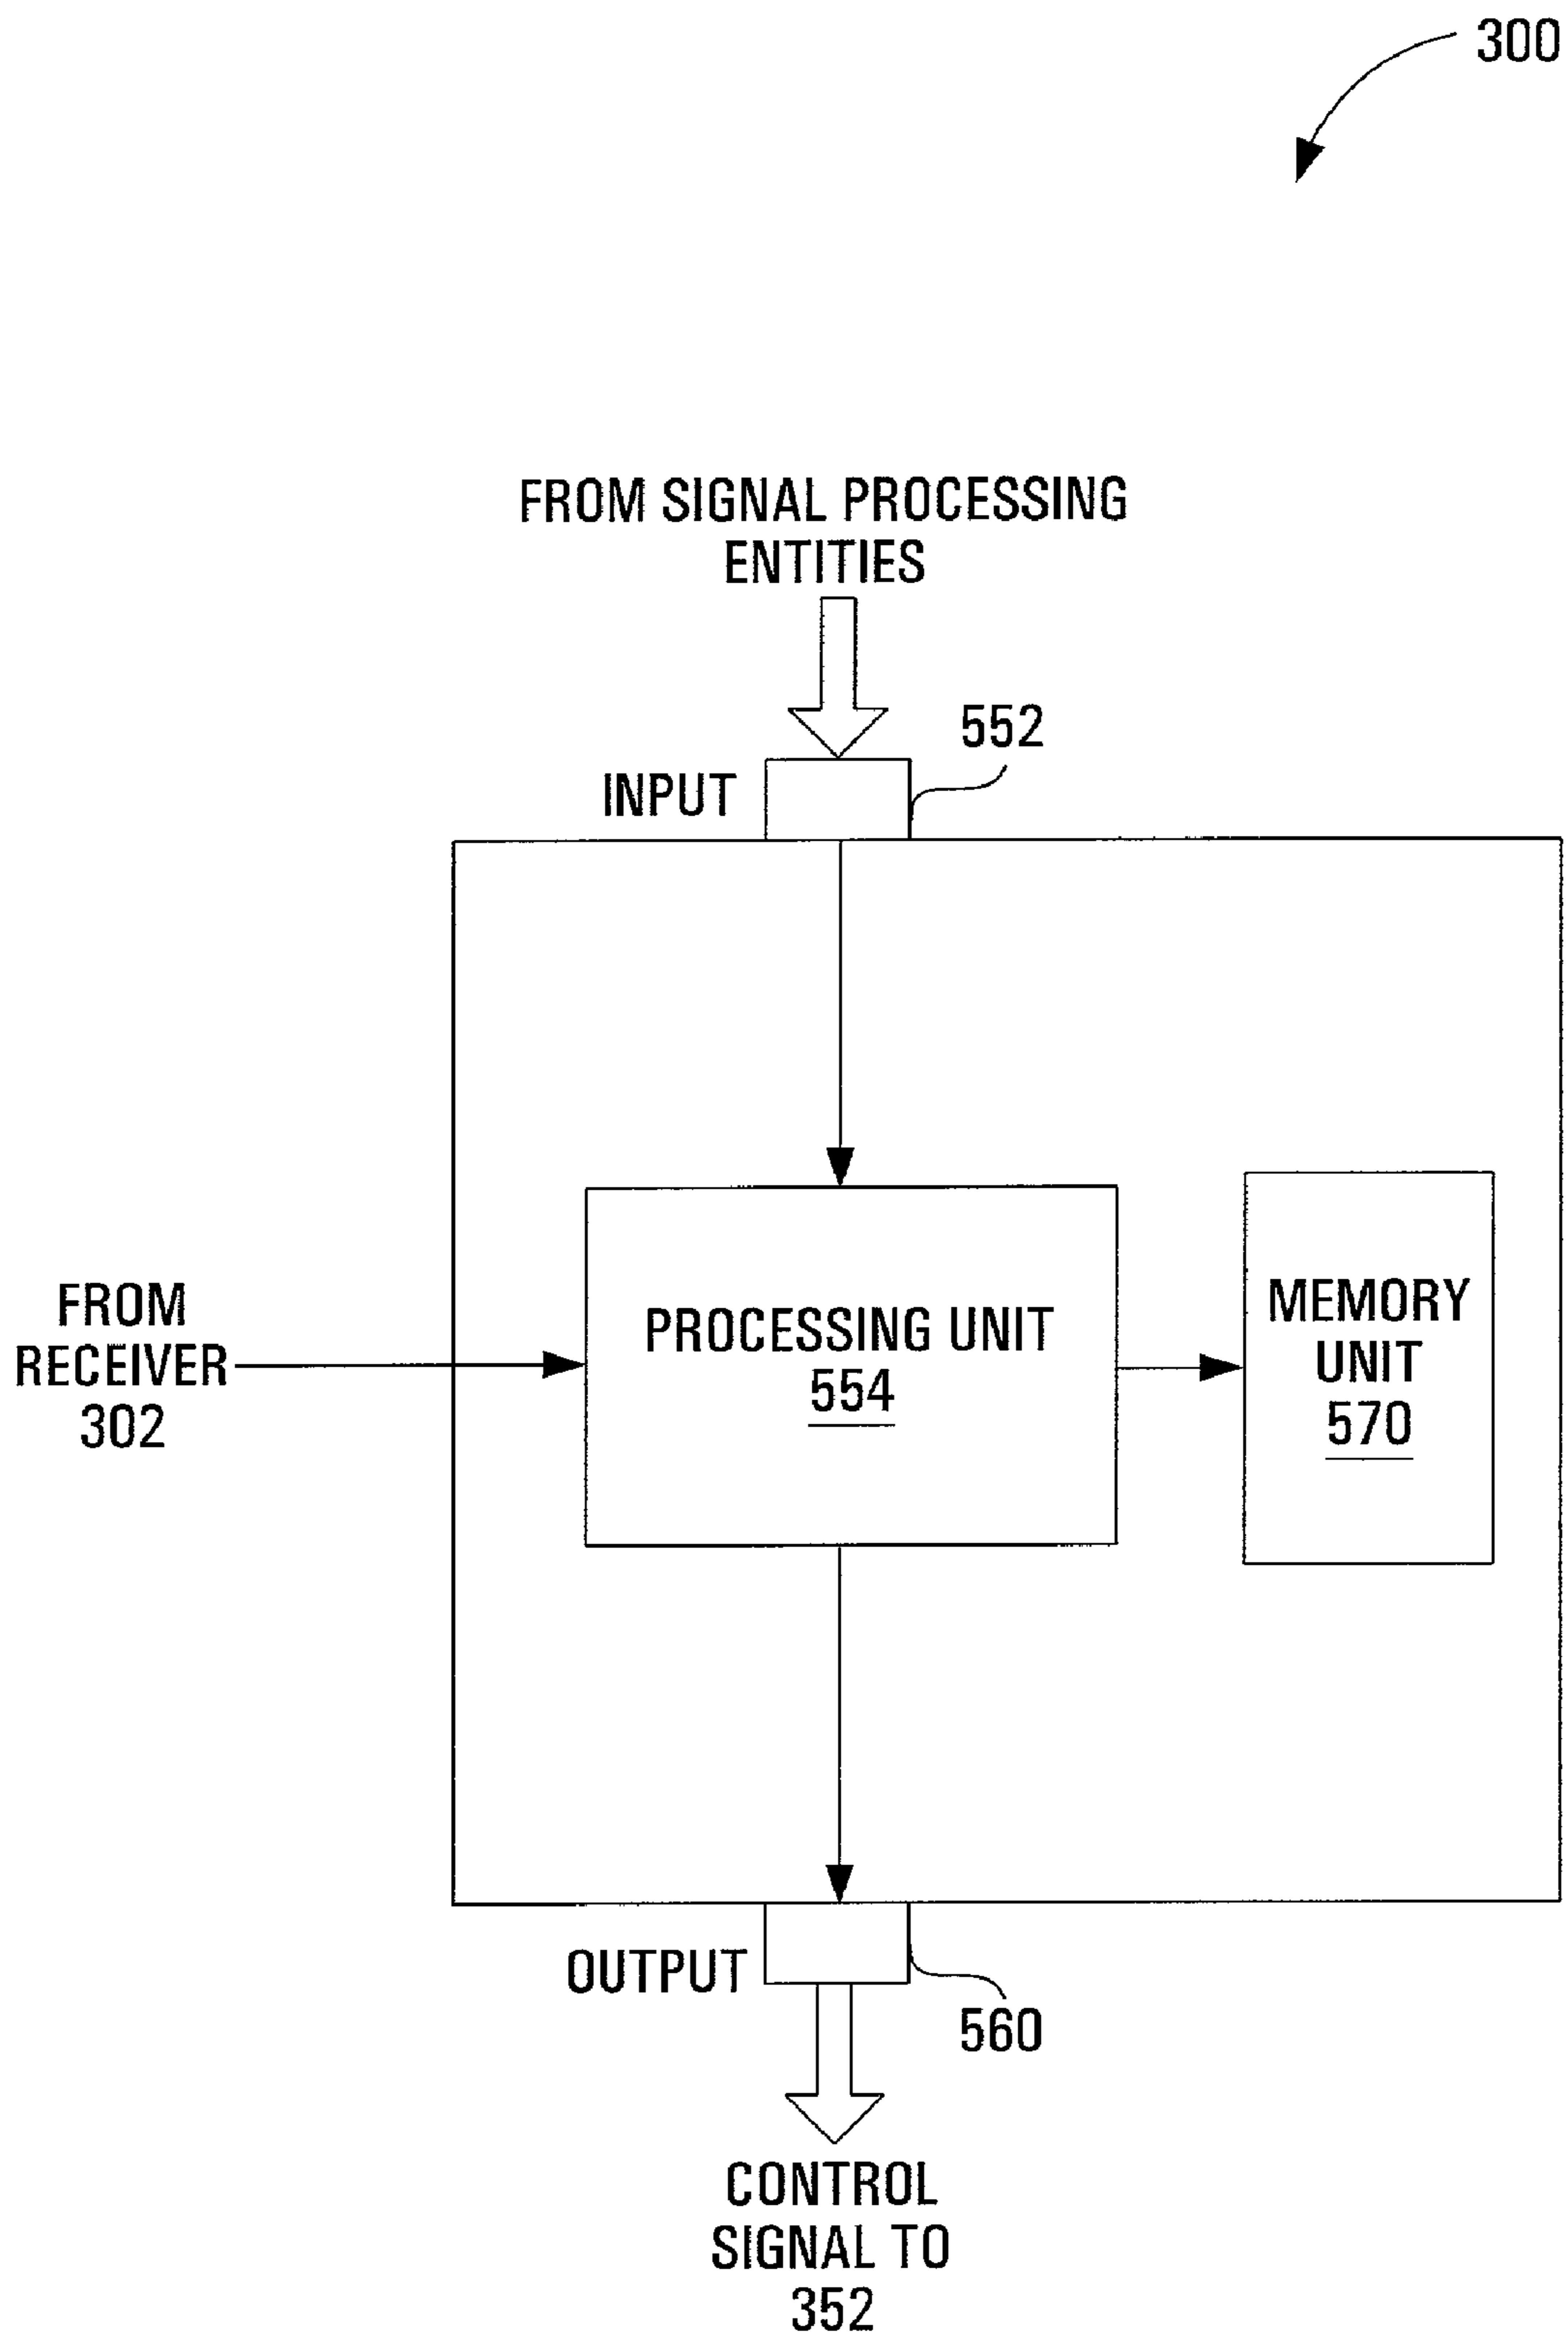 300
FROM SIGNAL PROCESSING
ENTITIES
552
INPUT
FROM
RECEIVER
302
PROCESSING UNIT
554
MEMORY
UNIT
570
OUTPUT
560
CONTROL
SIGNAL TO
352